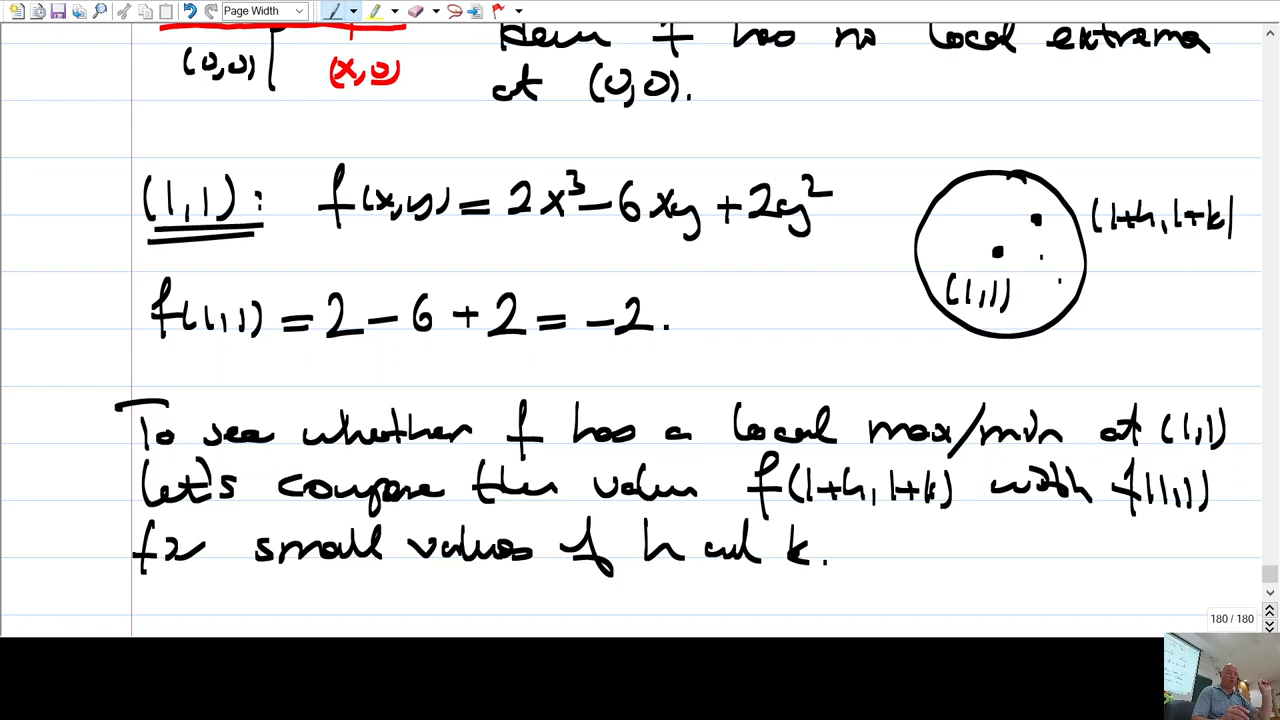 Page Width
Hence f has no local extrema
(0,0) (x,0)
at (0,0).
(1,1): f(x,y) = 2x³ - 6xy + 2y²
(1+h, 1+k)
(1,1)
f(1,1) = 2 - 6 + 2 = -2.
To see whether f has a local max/min at (1,1)
let's compare the value f(1+h, 1+k) with f(1,1)
for small values of h and k.
180 / 180